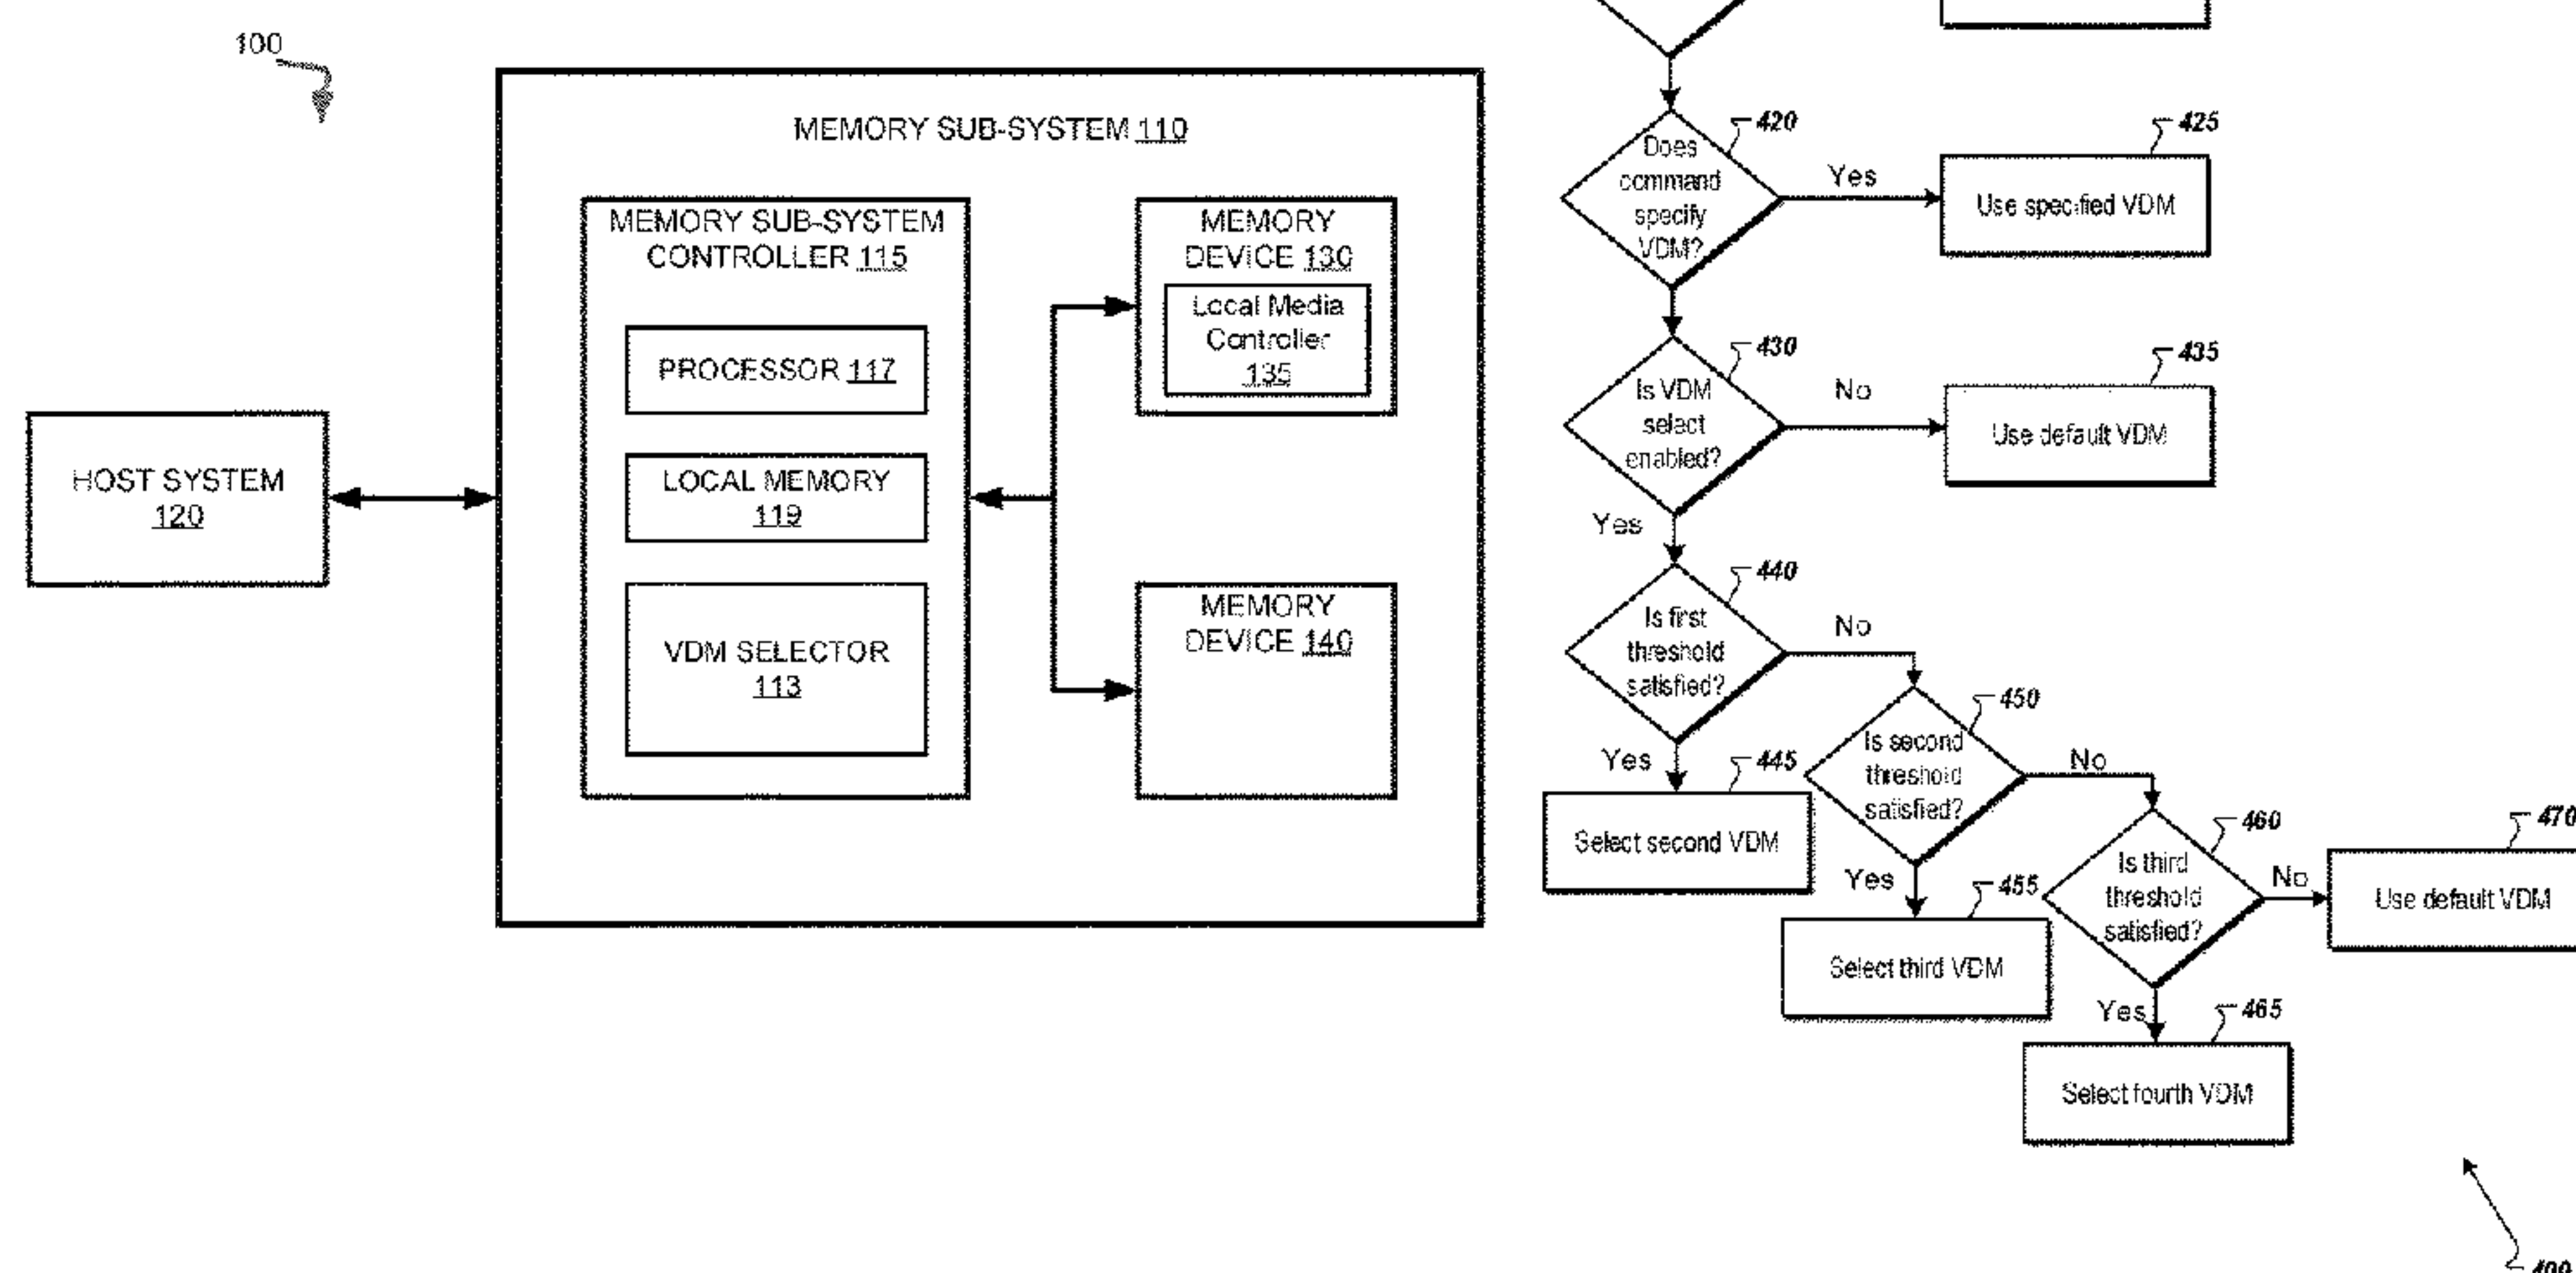 100
MEMORY SUB-SYSTEM 110
MEMORY SUB-SYSTEM
CONTROLLER 115
PROCESSOR 117
LOCAL MEMORY
119
VDM SELECTOR
113
MEMORY
DEVICE 130
Local Media
Controller
135
MEMORY
DEVICE 140
HOST SYSTEM
120
420
Does
command
specify
VDM?
Yes
425
Use specified VDM
430
Is VDM
select
enabled?
No
435
Use default VDM
Yes
440
Is first
threshold
satisfied?
No
Yes
445
Select second VDM
450
Is second
threshold
satisfied?
No
Yes
455
Select third VDM
460
Is third
threshold
satisfied?
No
470
Use default VDM
Yes
465
Select fourth VDM